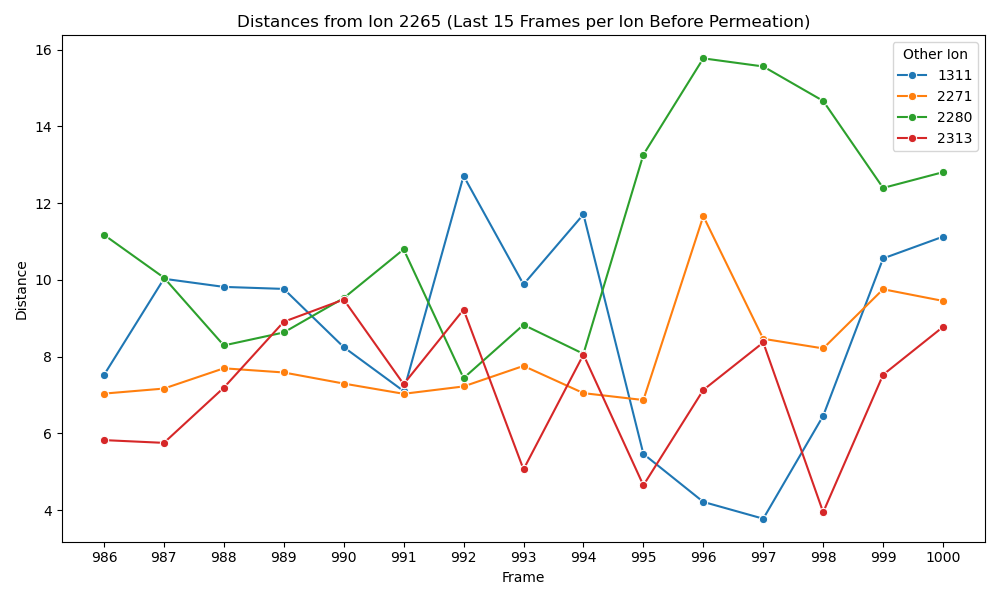 Distances from Ion 2265 (Last 15 Frames per Ion Before Permeation)
Other Ion
1311
2271
2280
2313
Distance
16
14
12
10
8
6
4
986 987 988 989 990 991 992 993 994 995 996 997 998 999 1000
Frame